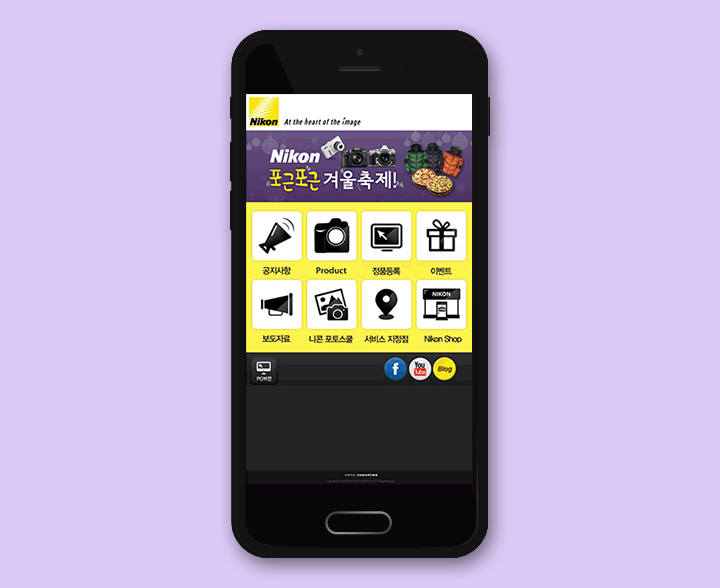 Nikon
At the heart of the image
Nikon
포근포근 겨울축제!
공지사항
Product
정품등록
이벤트
NIKON
보도자료
니콘 포토스쿨
서비스 지정점
Nikon Shop
PC버전
f
You
Tube
Blog